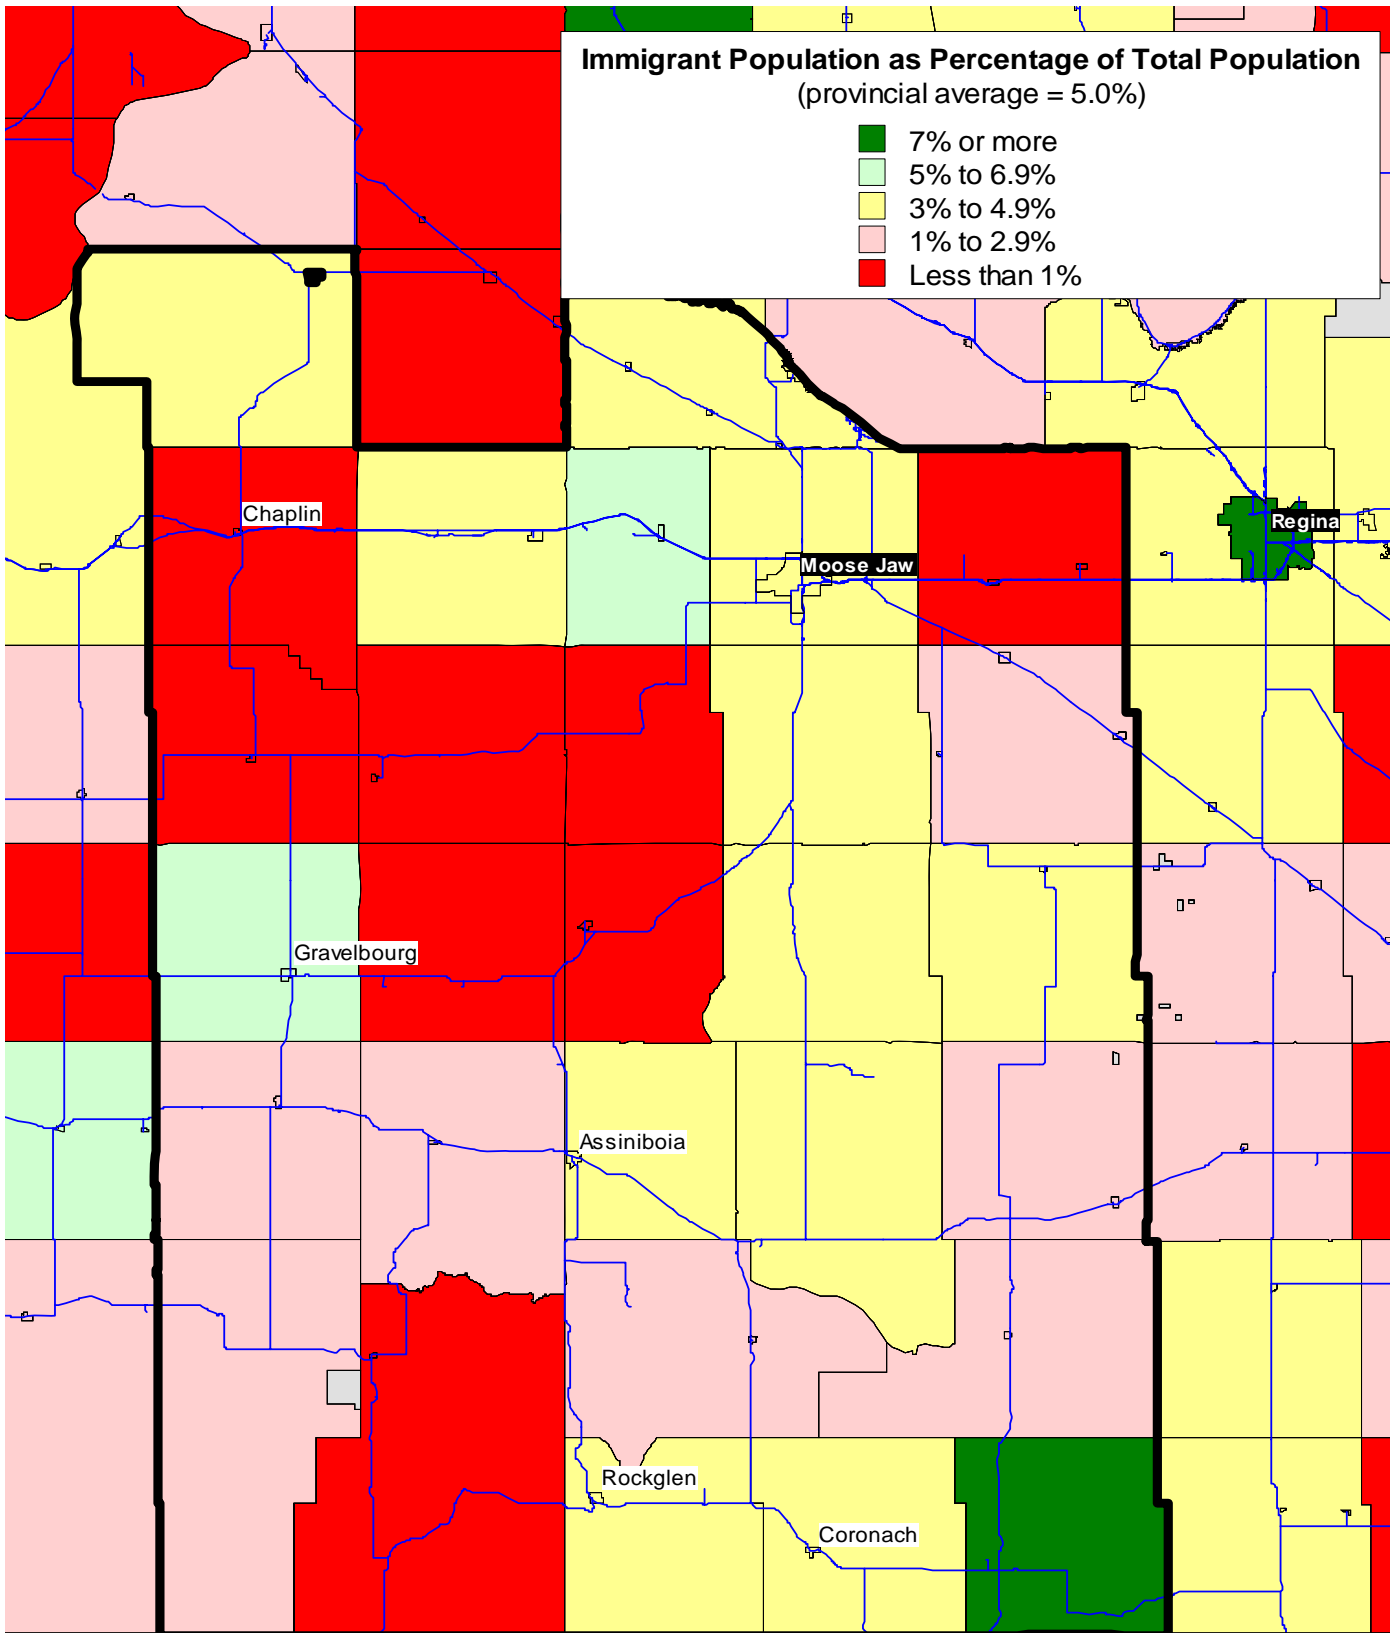 Immigrant Population as Percentage of Total Population
(provincial average = 5.0%)
7% or more
5% to 6.9%
3% to 4.9%
1% to 2.9%
Less than 1%
Chaplin
Regina
Moose Jaw
Gravelbourg
Assiniboia
Rockglen
Coronach